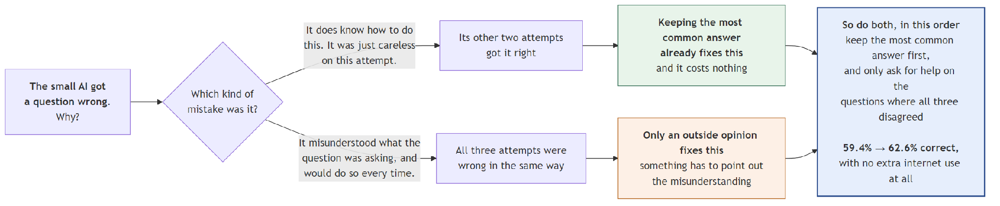 The small AI got
a question wrong.
Why?
Which kind of
mistake was it?
It does know how to do
this. It was just careless
on this attempt.
Its other two attempts
got it right
Keeping the most
common answer
already fixes this
and it costs nothing
It misunderstood what the
question was asking, and
would do so every time.
All three attempts were
wrong in the same way
Only an outside opinion
fixes this
something has to point out
the misunderstanding
So do both, in this order
keep the most common
answer first,
and only ask for help on
the
questions where all three
disagreed
59.4% → 62.6% correct,
with no extra internet use
at all